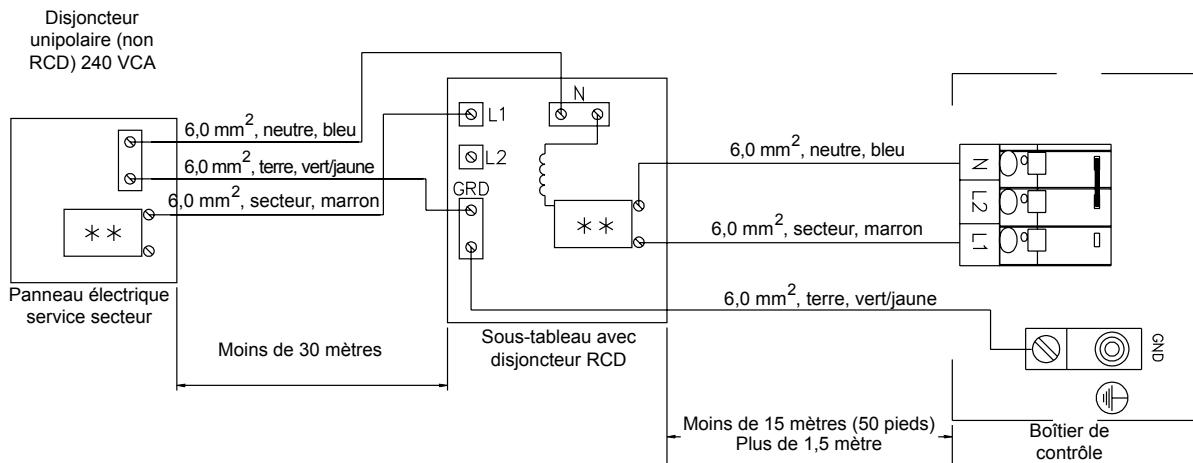 Disjoncteur
unipolaire (non
RCD) 240 VCA
6,0 mm², neutre, bleu
6,0 mm², terre, vert/jaune
6,0 mm², secteur, marron
**
Panneau électrique
service secteur
Moins de 30 mètres
N
L1
L2
GRD
**
Sous-tableau avec
disjoncteur RCD
6,0 mm², neutre, bleu
6,0 mm², secteur, marron
6,0 mm², terre, vert/jaune
Moins de 15 mètres (50 pieds)
Plus de 1,5 mètre
N
L2
L1
GND
Boîtier de
contrôle